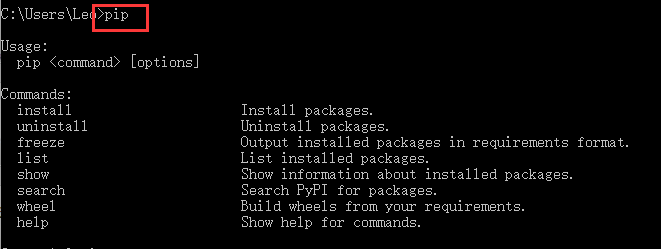 C:\Users\Leo>pip
Usage:
pip <command> [options]
Commands:
install Install packages.
uninstall Uninstall packages.
freeze Output installed packages in requirements format.
list List installed packages.
show Show information about installed packages.
search Search PyPI for packages.
wheel Build wheels from your requirements.
help Show help for commands.